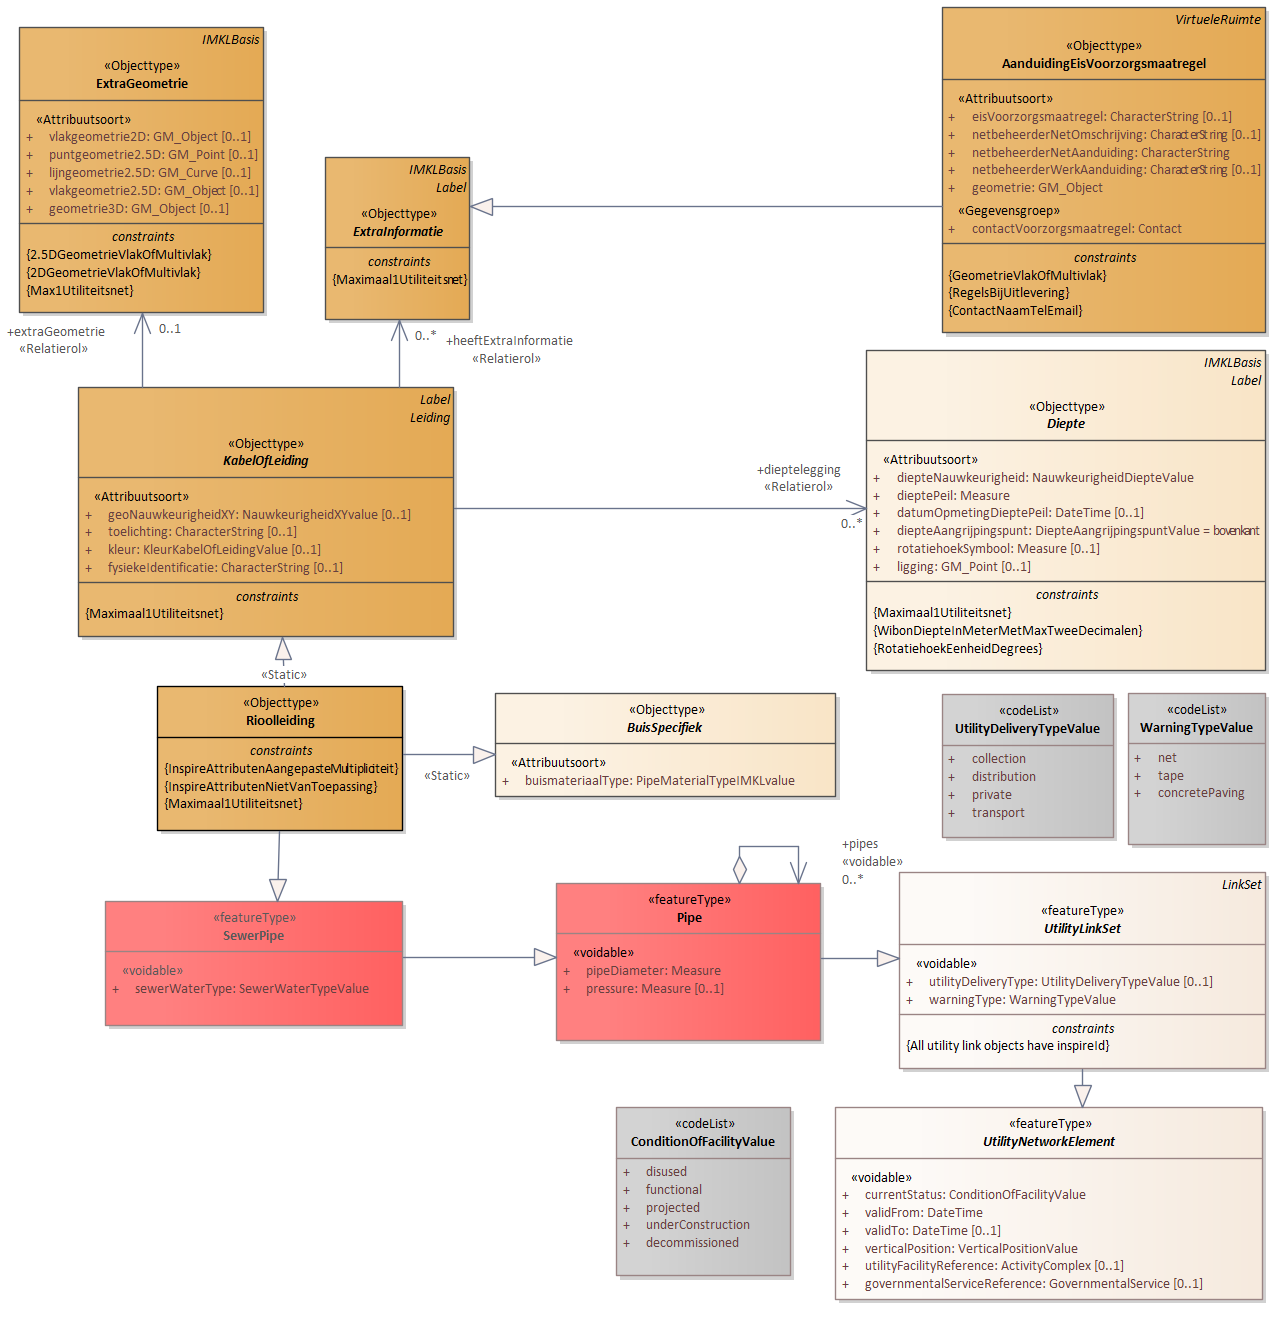 IMKLBasis
«Objecttype»
ExtraGeometrie
«Attribuutsoort»
+ vlakgeometrie2D: GM_Object [0..1]
+ puntgeometrie2.5D: GM_Point [0..1]
+ lijngeometrie2.5D: GM_Curve [0..1]
+ vlakgeometrie2.5D: GM_Object [0..1]
+ geometrie3D: GM_Object [0..1]
constraints
{2.5DGeometrieVlakOfMultivlak}
{2DGeometrieVlakOfMultivlak}
{Max1Utiliteitsnet}
IMKLBasis
Label
«Objecttype»
ExtraInformatie
constraints
{Maximaal1Utiliteitsnet}
VirtueleRuimte
«Objecttype»
AanduidingEisVoorzorgsmaatregel
«Attribuutsoort»
+ eisVoorzorgsmaatregel: CharacterString [0..1]
+ netbeheerderNetOmschrijving: CharacterString [0..1]
+ netbeheerderNetAanduiding: CharacterString
+ netbeheerderWerkAanduiding: CharacterString [0..1]
+ geometrie: GM_Object
«Gegevensgroep»
+ contactVoorzorgsmaatregel: Contact
constraints
{GeometrieVlakOfMultivlak}
{RegelsBijUitlevering}
{ContactNaamTelEmail}
+extraGeometrie
«Relatierol»
0..1
0..*
+heeftExtraInformatie
«Relatierol»
Label
Leiding
«Objecttype»
KabelOfLeiding
«Attribuutsoort»
+ geoNauwkeurigheidXY: NauwkeurigheidXYvalue [0..1]
+ toelichting: CharacterString [0..1]
+ kleur: KleurKabelOfLeidingValue [0..1]
+ fysiekeIdentificatie: CharacterString [0..1]
constraints
{Maximaal1Utiliteitsnet}
+dieptelegging
«Relatierol»
0..*
IMKLBasis
Label
«Objecttype»
Diepte
«Attribuutsoort»
+ diepteNauwkeurigheid: NauwkeurigheidDiepteValue
+ dieptePeil: Measure
+ datumOpmetingDieptePeil: DateTime [0..1]
+ diepteAangrijpingspunt: DiepteAangrijpingspuntValue = bovenkant
+ rotatiehoekSymbool: Measure [0..1]
+ ligging: GM_Point [0..1]
constraints
{Maximaal1Utiliteitsnet}
{WibonDiepteInMeterMetMaxTweeDecimalen}
{RotatiehoekEenheidDegrees}
«Static»
«Objecttype»
Rioolleiding
constraints
{InspireAttributenAangepasteMultipliciteit}
{InspireAttributenNietVanToepassing}
{Maximaal1Utiliteitsnet}
«Static»
«Objecttype»
BuisSpecifiek
«Attribuutsoort»
+ buismateriaalType: PipeMaterialTypeIMKLvalue
«codeList»
UtilityDeliveryTypeValue
+ collection
+ distribution
+ private
+ transport
«codeList»
WarningTypeValue
+ net
+ tape
+ concretePaving
«featureType»
SewerPipe
«voidable»
+ sewerWaterType: SewerWaterTypeValue
«featureType»
Pipe
«voidable»
+ pipeDiameter: Measure
+ pressure: Measure [0..1]
+pipes
«voidable»
0..*
LinkSet
«featureType»
UtilityLinkSet
«voidable»
+ utilityDeliveryType: UtilityDeliveryTypeValue [0..1]
+ warningType: WarningTypeValue
constraints
{All utility link objects have inspireId}
«codeList»
ConditionOfFacilityValue
+ disused
+ functional
+ projected
+ underConstruction
+ decommissioned
«featureType»
UtilityNetworkElement
«voidable»
+ currentStatus: ConditionOfFacilityValue
+ validFrom: DateTime
+ validTo: DateTime [0..1]
+ verticalPosition: VerticalPositionValue
+ utilityFacilityReference: ActivityComplex [0..1]
+ governmentalServiceReference: GovernmentalService [0..1]